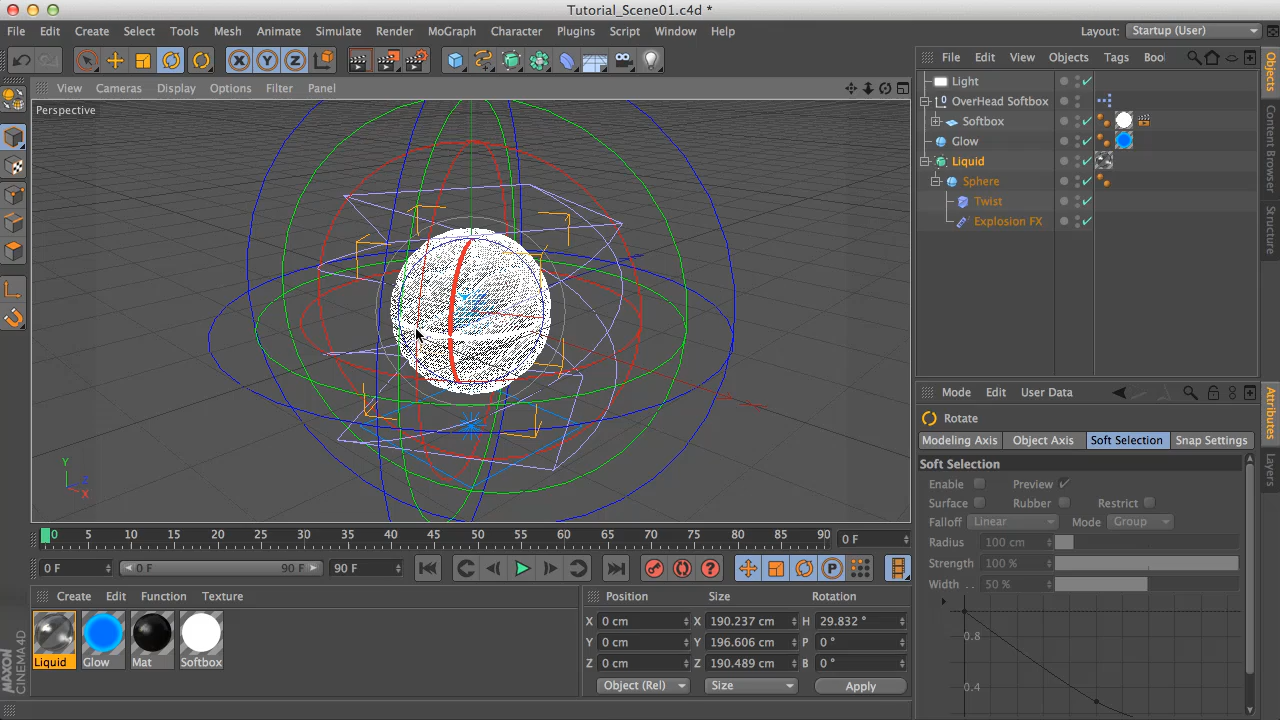 Tutorial_Scene01.c4d *
File Edit Create Select Tools Mesh Animate Simulate Render MoGraph Character Plugins Script Window Help Layout: Startup (User)
File Edit View Objects Tags Boo
View Cameras Display Options Filter Panel
Perspective
Light
OverHead Softbox
Softbox
Glow
Liquid
Sphere
Twist
Explosion FX
Objects
Content Browser
Structure
Y
Z
X
Mode Edit User Data
Rotate
Modeling Axis Object Axis Soft Selection Snap Settings
Soft Selection
Enable Preview
Surface Rubber Restrict
Falloff Linear Mode Group
Radius 100 cm
Strength 100 %
Width . . 50 %
0.8
0.4
Attributes
Layers
0 5 10 15 20 25 30 35 40 45 50 55 60 65 70 75 80 85 90 0 F
0 F 0 F 90 F 90 F
Create Edit Function Texture
Liquid Glow Mat Softbox
Position Size Rotation
X 0 cm X 190.237 cm H 29.832 °
Y 0 cm Y 196.606 cm P 0 °
Z 0 cm Z 190.489 cm B 0 °
Object (Rel) Size Apply
MAXON
CINEMA 4D